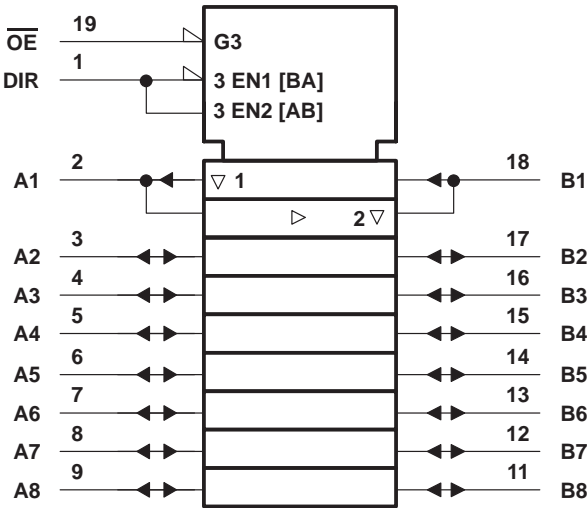 OE 19 G3
DIR 1 3 EN1 [BA]
3 EN2 [AB]
A1 2 ▽ 1 18 B1
▷ 2 ▽
A2 3 17 B2
A3 4 16 B3
A4 5 15 B4
A5 6 14 B5
A6 7 13 B6
A7 8 12 B7
A8 9 11 B8